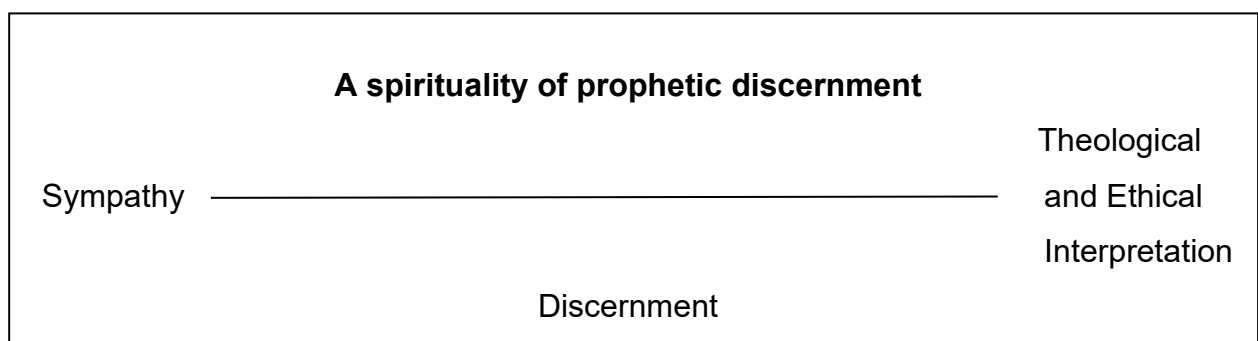 A spirituality of prophetic discernment
Theological
Sympathy and Ethical
Interpretation
Discernment